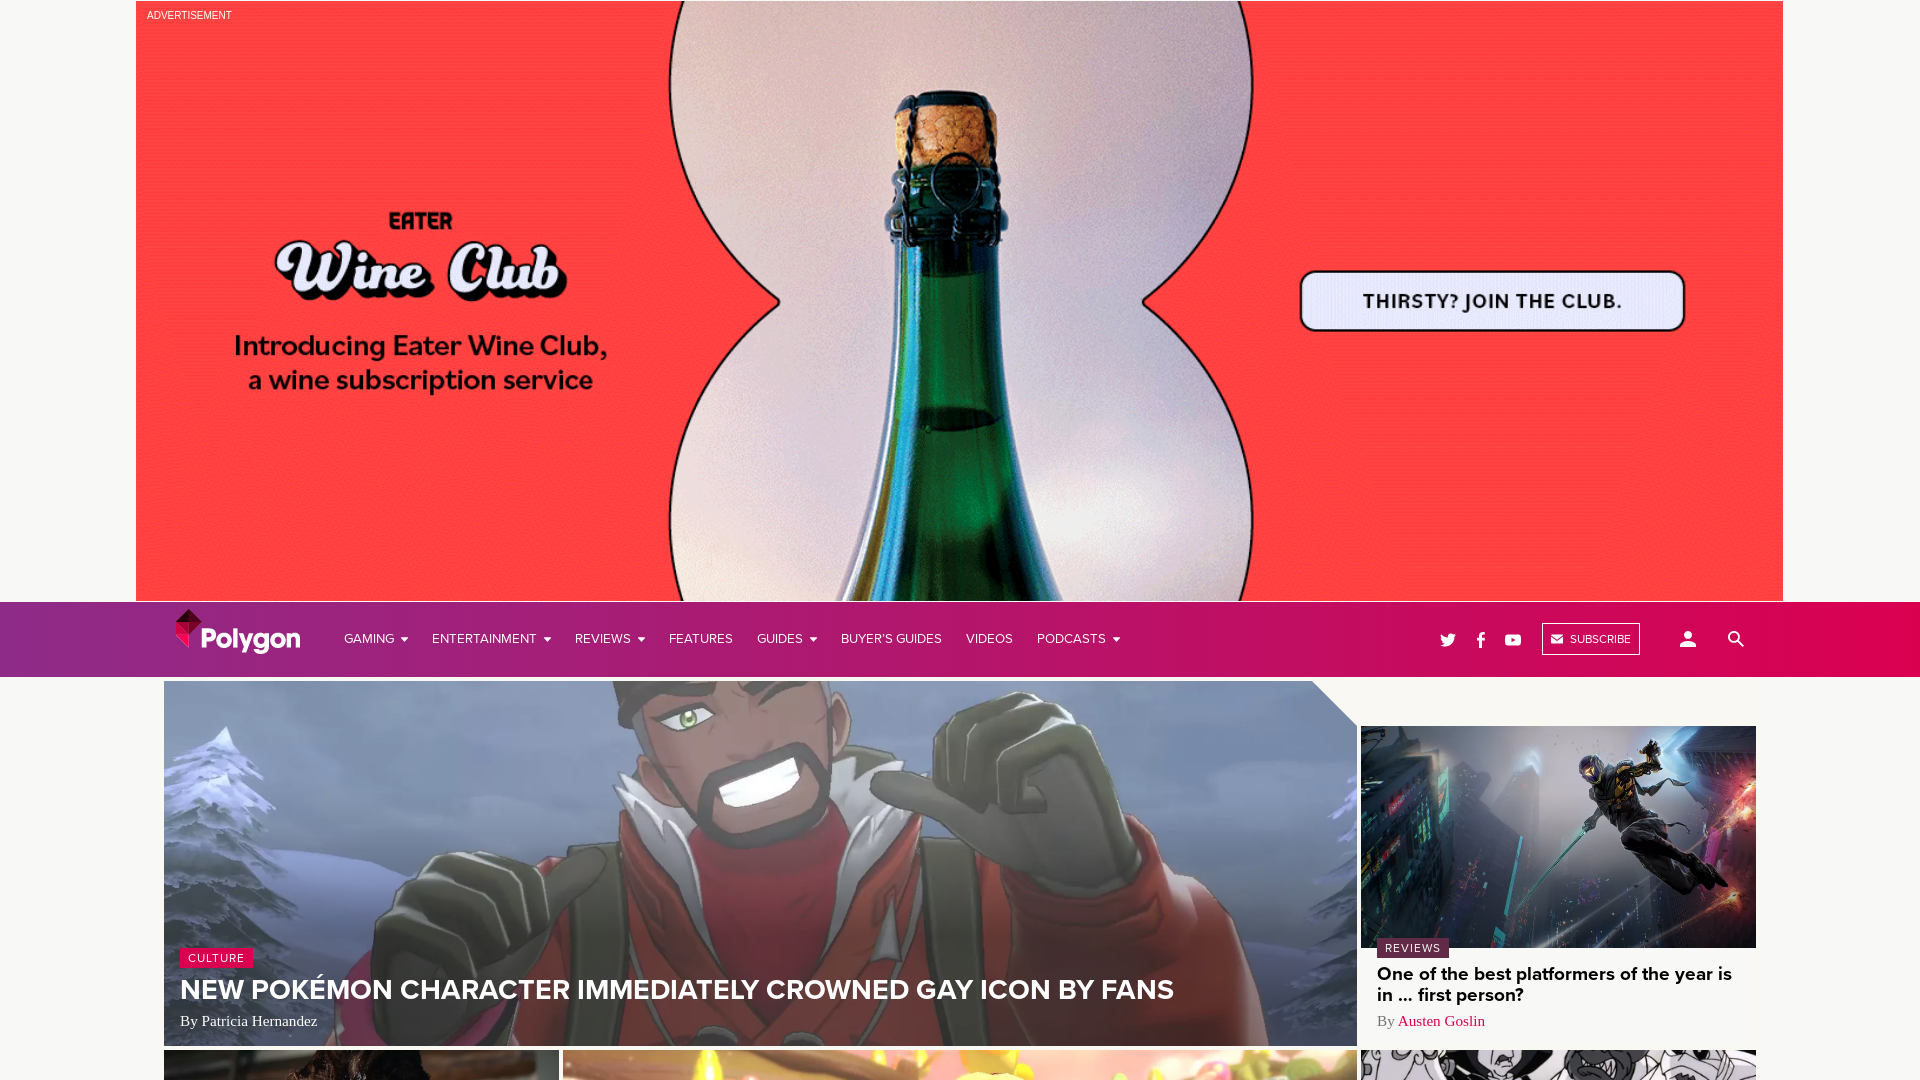 ADVERTISEMENT
EATER
Wine Club
Introducing Eater Wine Club,
a wine subscription service
THIRSTY? JOIN THE CLUB.
Polygon
GAMING
ENTERTAINMENT
REVIEWS
FEATURES
GUIDES
BUYER'S GUIDES
VIDEOS
PODCASTS
SUBSCRIBE
CULTURE
NEW POKÉMON CHARACTER IMMEDIATELY CROWNED GAY ICON BY FANS
By Patricia Hernandez
REVIEWS
One of the best platformers of the year is
in ... first person?
By Austen Goslin